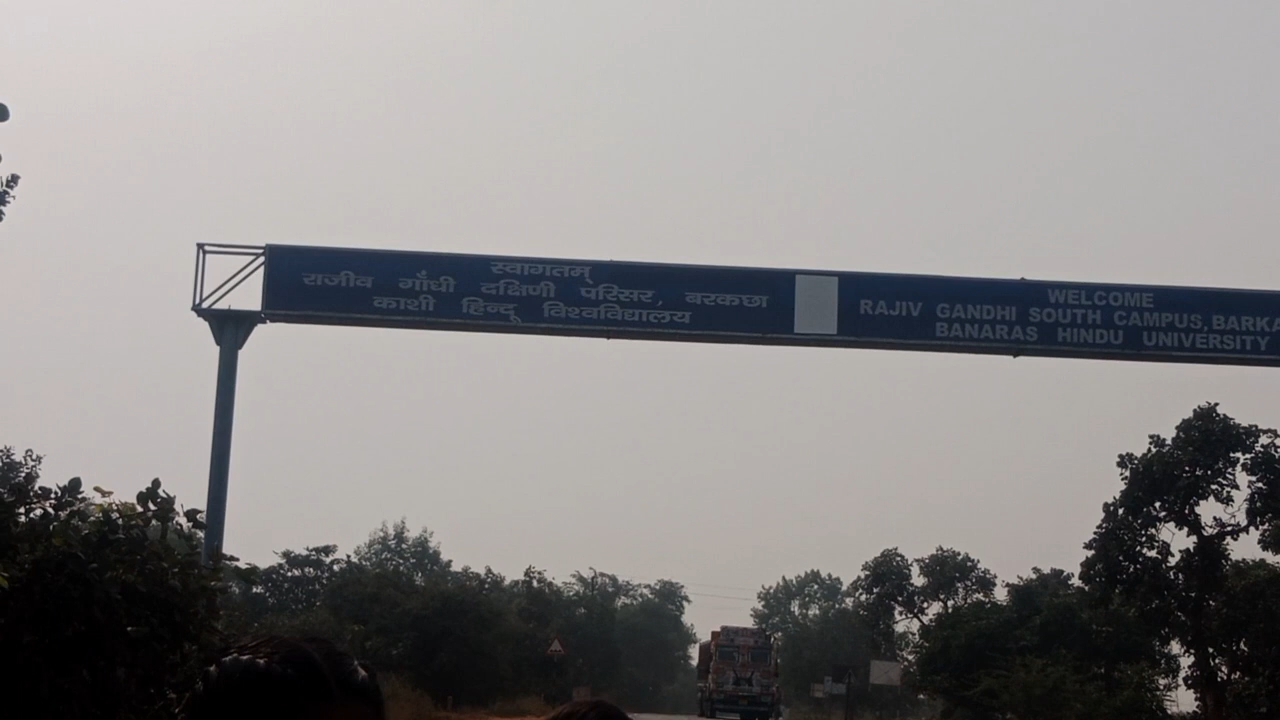 स्वागतम्
राजीव गाँधी दक्षिणी परिसर, बरकछा
काशी हिन्दू विश्वविद्यालय
WELCOME
RAJIV GANDHI SOUTH CAMPUS, BARKA
BANARAS HINDU UNIVERSITY